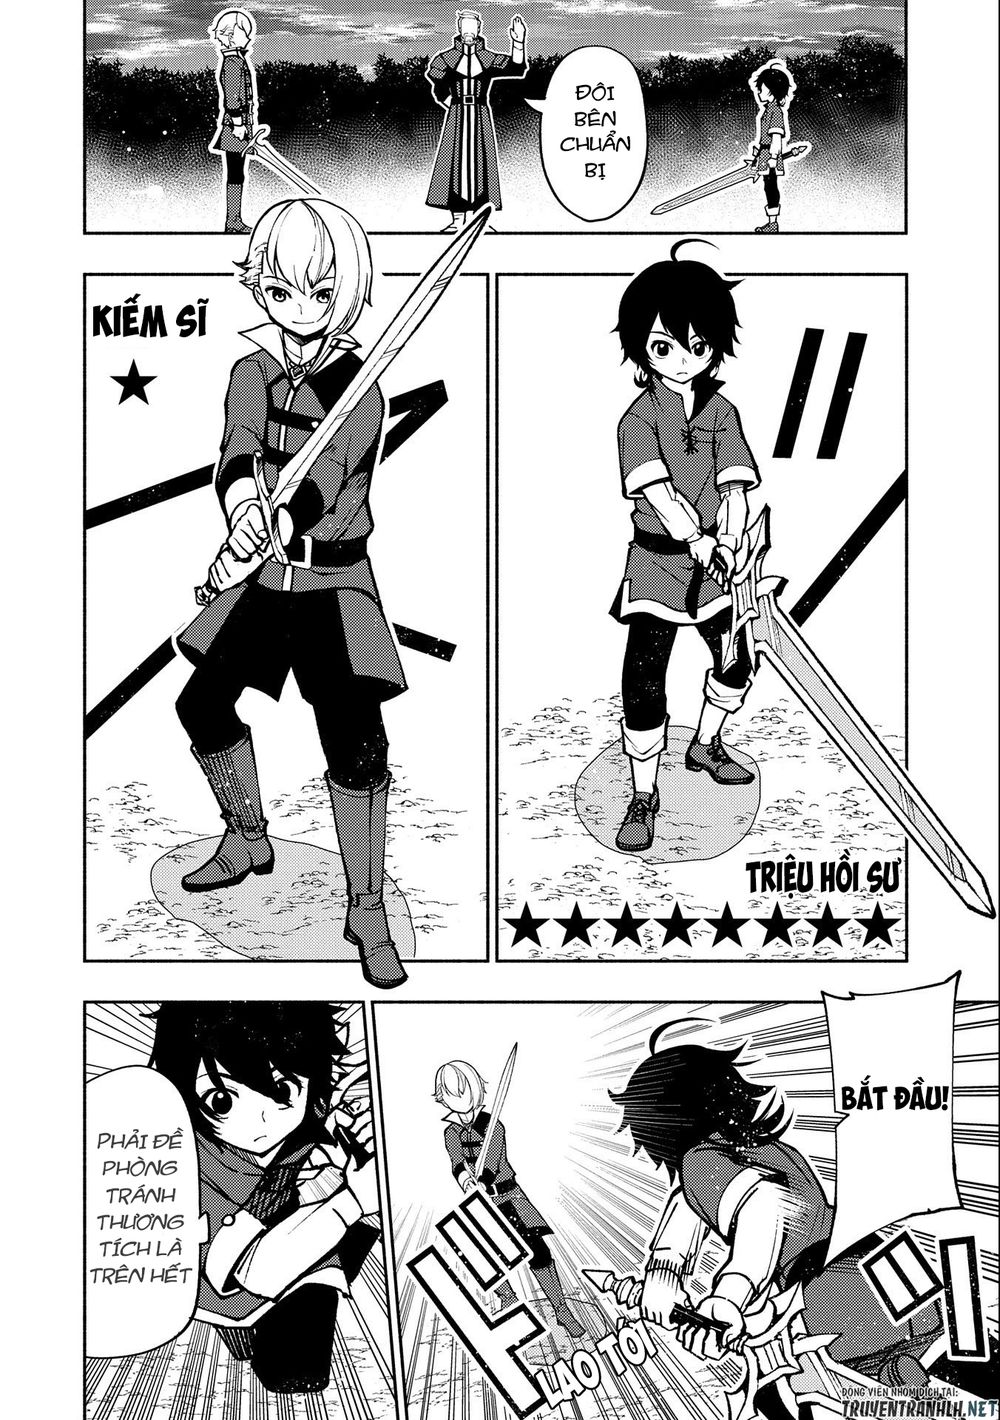 ĐÔI
BÊN
CHUẨN
BỊ
KIẾM SĨ
★
TRIỆU HỒI SƯ
★★★★★★★★
BẮT ĐẦU!
LAO TỚI
PHẢI ĐỀ
PHÒNG
TRÁNH
THƯƠNG
TÍCH LÀ
TRÊN HẾT
ĐỘNG VIÊN NHÓM DỊCH TẠI:
TRUYENTRANHLH.NET